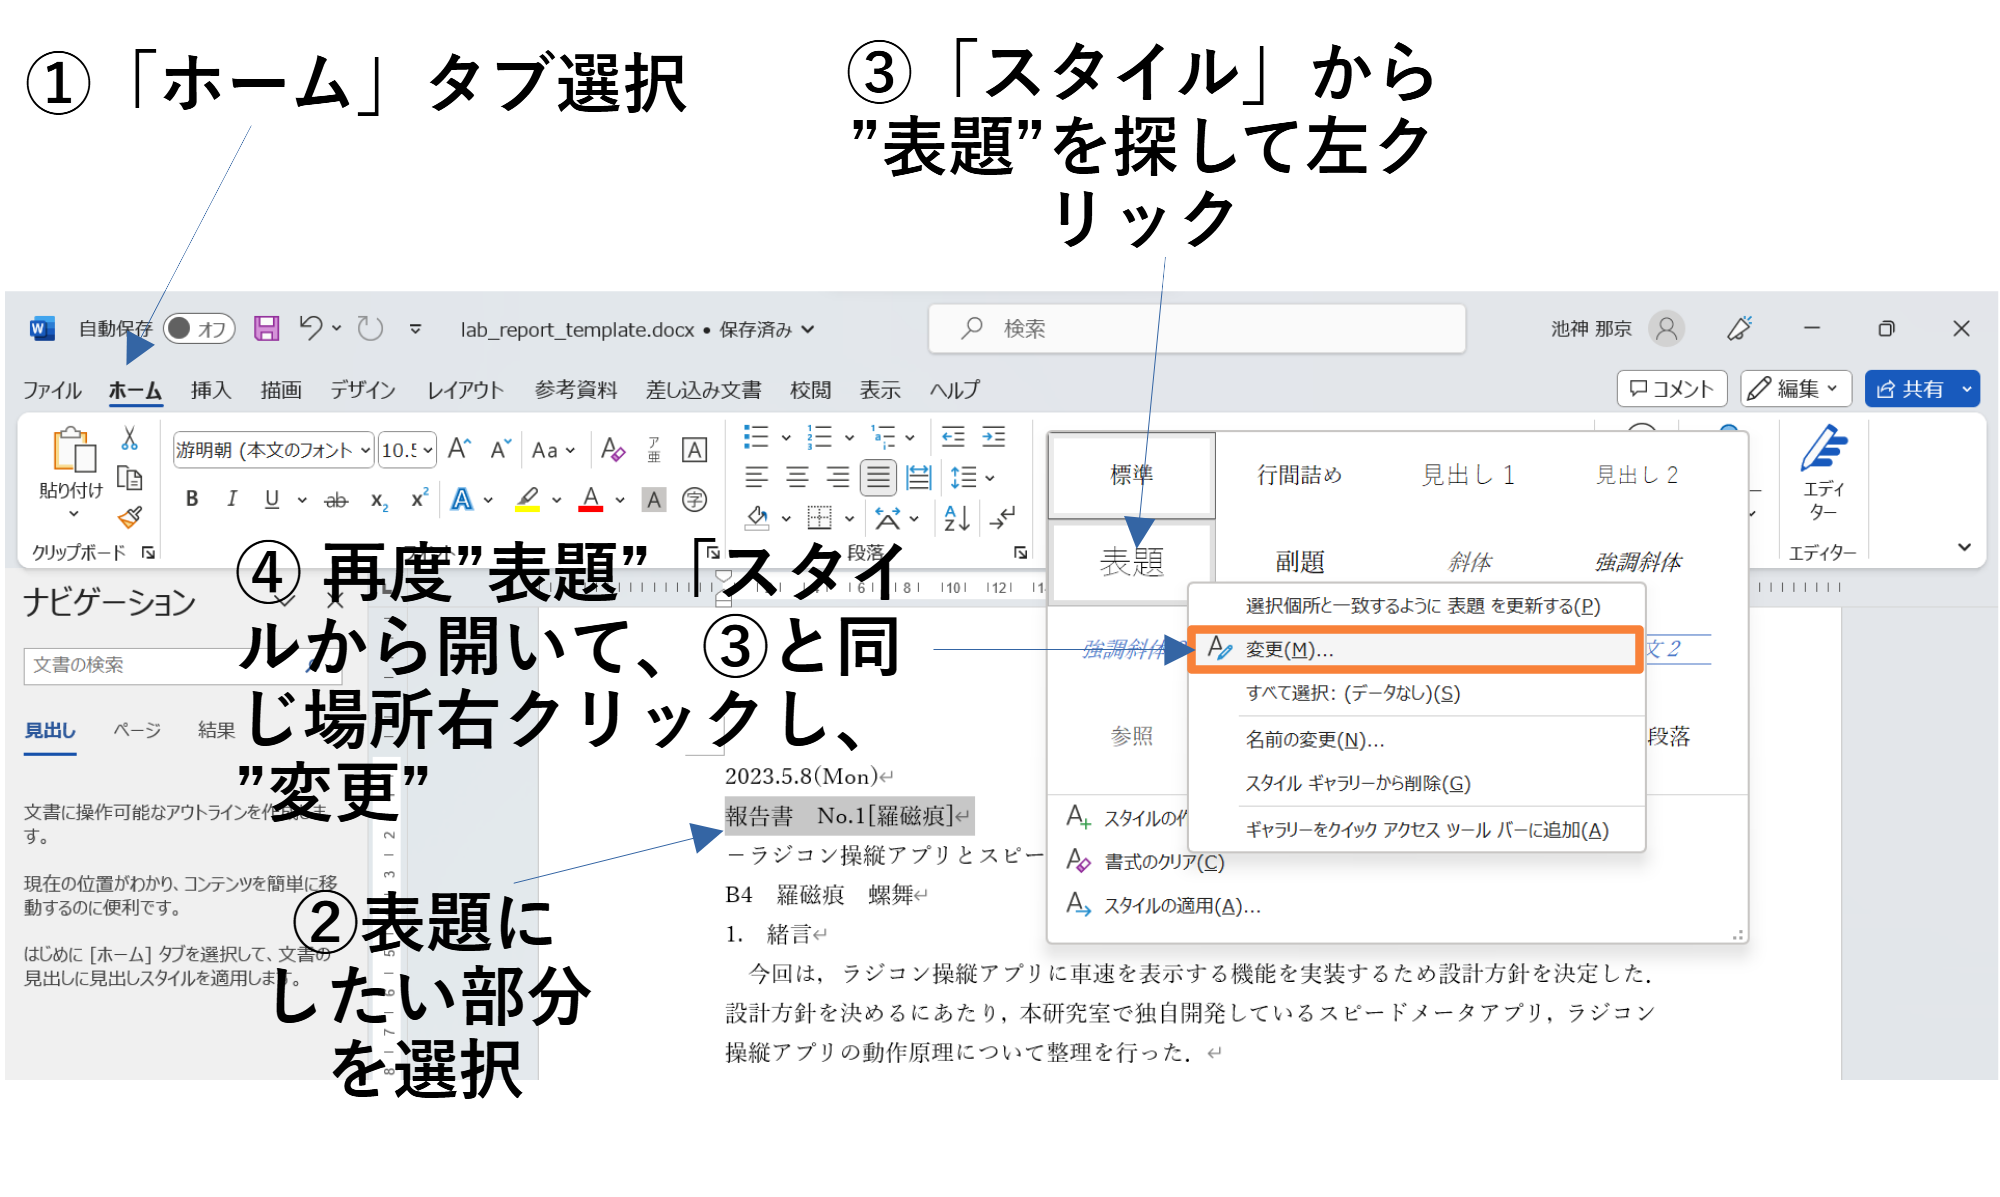 ①「ホーム」タブ選択
③「スタイル」から
”表題”を探して左ク
リック
自動保存 オフ lab_report_template.docx • 保存済み 検索 池神 那京
ファイル ホーム 挿入 描画 デザイン レイアウト 参考資料 差し込み文書 校閲 表示 ヘルプ コメント 編集 共有
貼り付け
クリップボード
游明朝 (本文のフォント 10.5
段落
標準 行間詰め 見出し 1 見出し 2
表題 副題 斜体 強調斜体
強調斜体 文 2
参照 段落
エディ
ター
エディター
選択個所と一致するように 表題 を更新する(P)
変更(M)...
すべて選択: (データなし)(S)
名前の変更(N)...
スタイル ギャラリーから削除(G)
ギャラリーをクイック アクセス ツール バーに追加(A)
スタイルの作
書式のクリア(C)
スタイルの適用(A)...
④ 再度”表題”「スタイ
ルから開いて、③と同
じ場所右クリックし、
”変更”
ナビゲーション
文書の検索
見出し ページ 結果
文書に操作可能なアウトラインを作成しま
す。
現在の位置がわかり、コンテンツを簡単に移
動するのに便利です。
はじめに [ホーム] タブを選択して、文書の
見出しに見出しスタイルを適用します。
②表題に
したい部分
を選択
2023.5.8(Mon)
報告書　No.1[羅磁痕]
－ラジコン操縦アプリとスピー
B4　羅磁痕　螺舞
1.　緒言
今回は，ラジコン操縦アプリに車速を表示する機能を実装するため設計方針を決定した．
設計方針を決めるにあたり，本研究室で独自開発しているスピードメータアプリ，ラジコン
操縦アプリの動作原理について整理を行った．